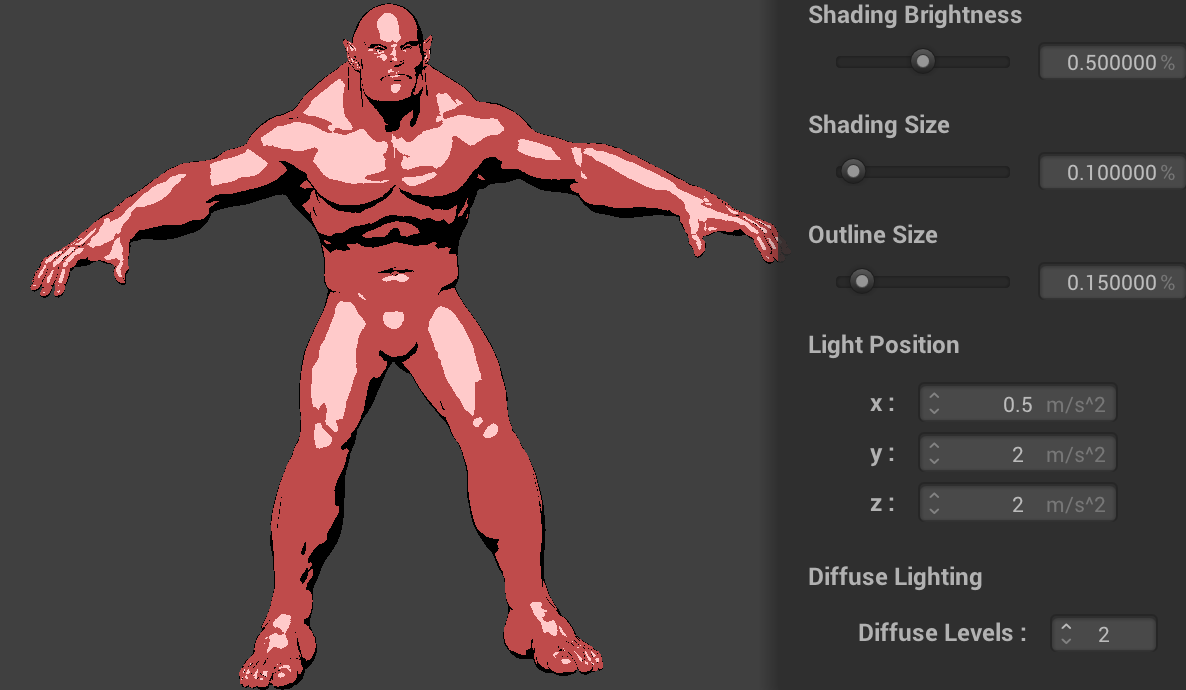 Shading Brightness
0.500000 %
Shading Size
0.100000 %
Outline Size
0.150000 %
Light Position
x : 0.5 m/s^2
y : 2 m/s^2
z : 2 m/s^2
Diffuse Lighting
Diffuse Levels : 2